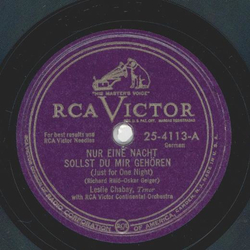 "HIS MASTER'S VOICE"
RCA VICTOR
For best results use
RCA Victor Needles
25-4113-A
German
NUR EINE NACHT
SOLLST DU MIR GEHÖREN
(Just for One Night)
Leslie Chabay, Tenor
with RCA Victor Continental Orchestra